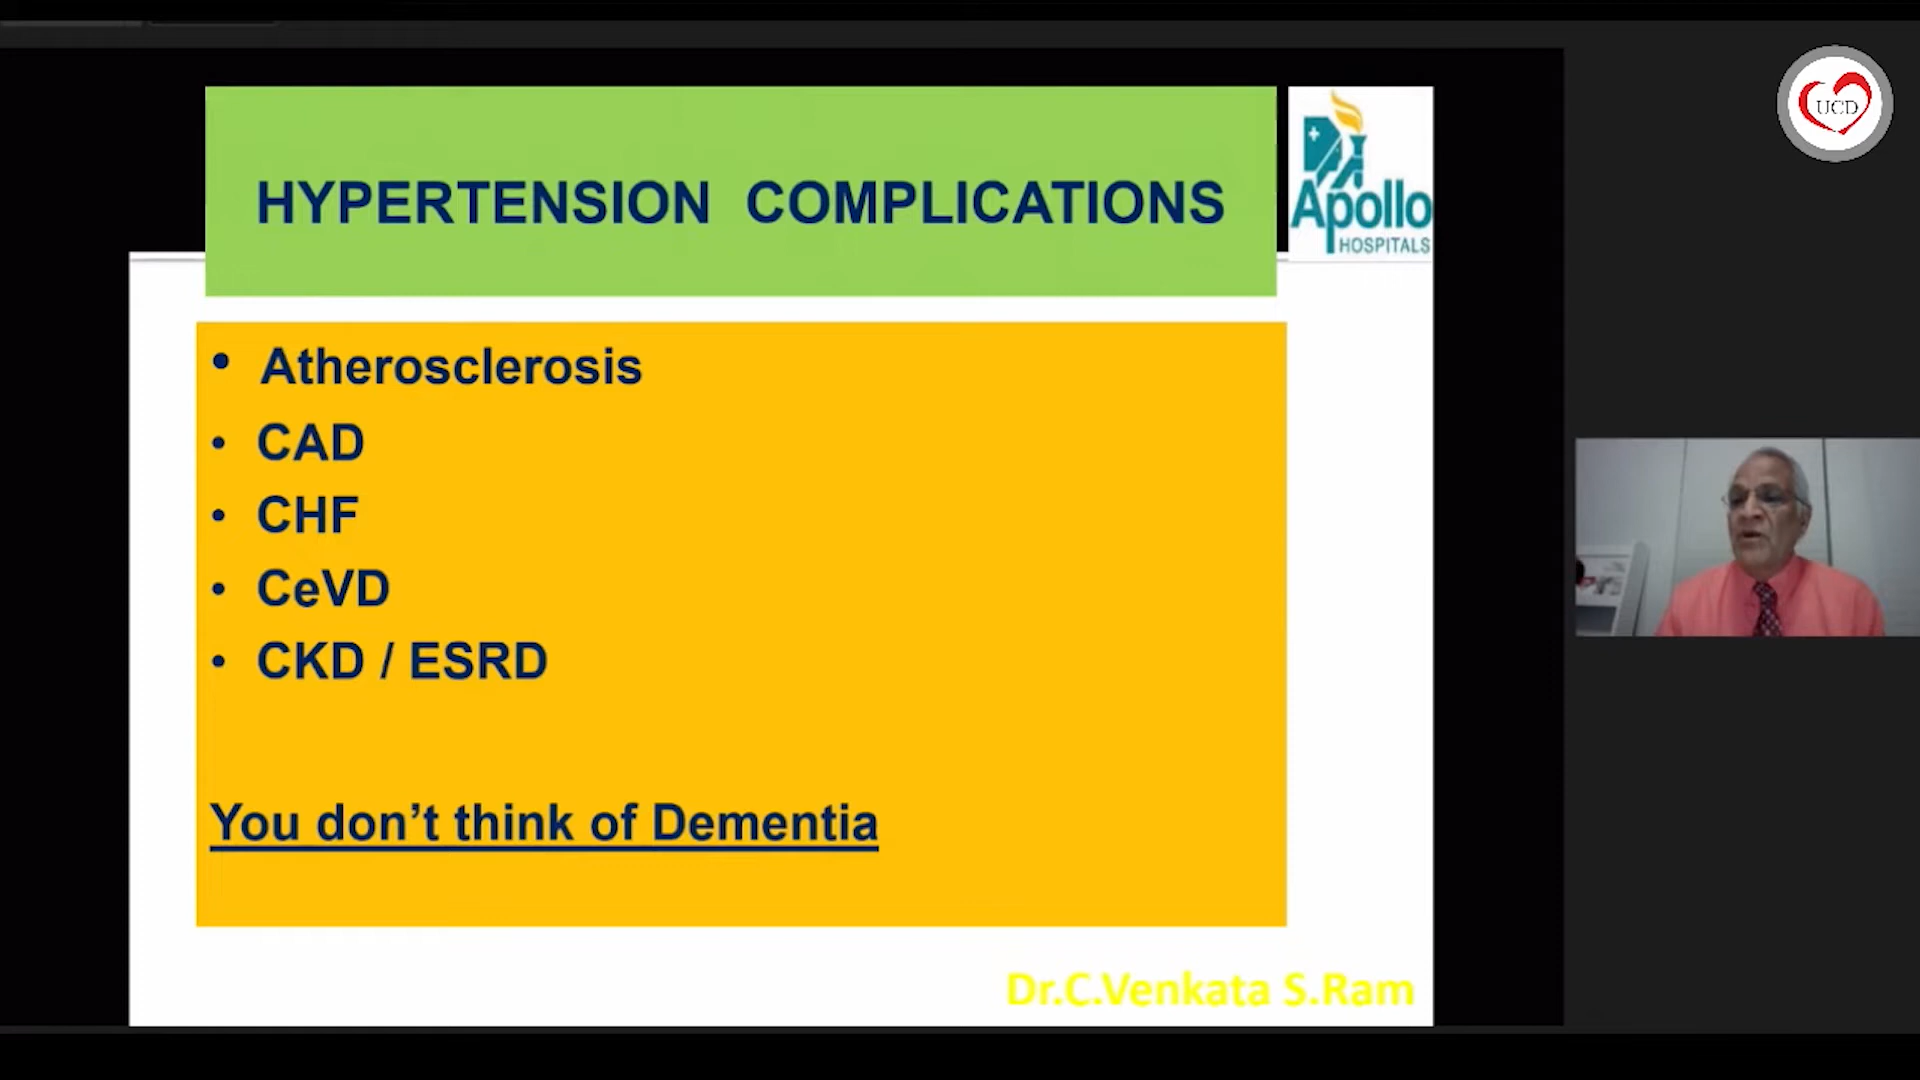 UCD
HYPERTENSION COMPLICATIONS
Apollo
HOSPITALS
• Atherosclerosis
• CAD
• CHF
• CeVD
• CKD / ESRD
You don’t think of Dementia
Dr.C.Venkata S.Ram